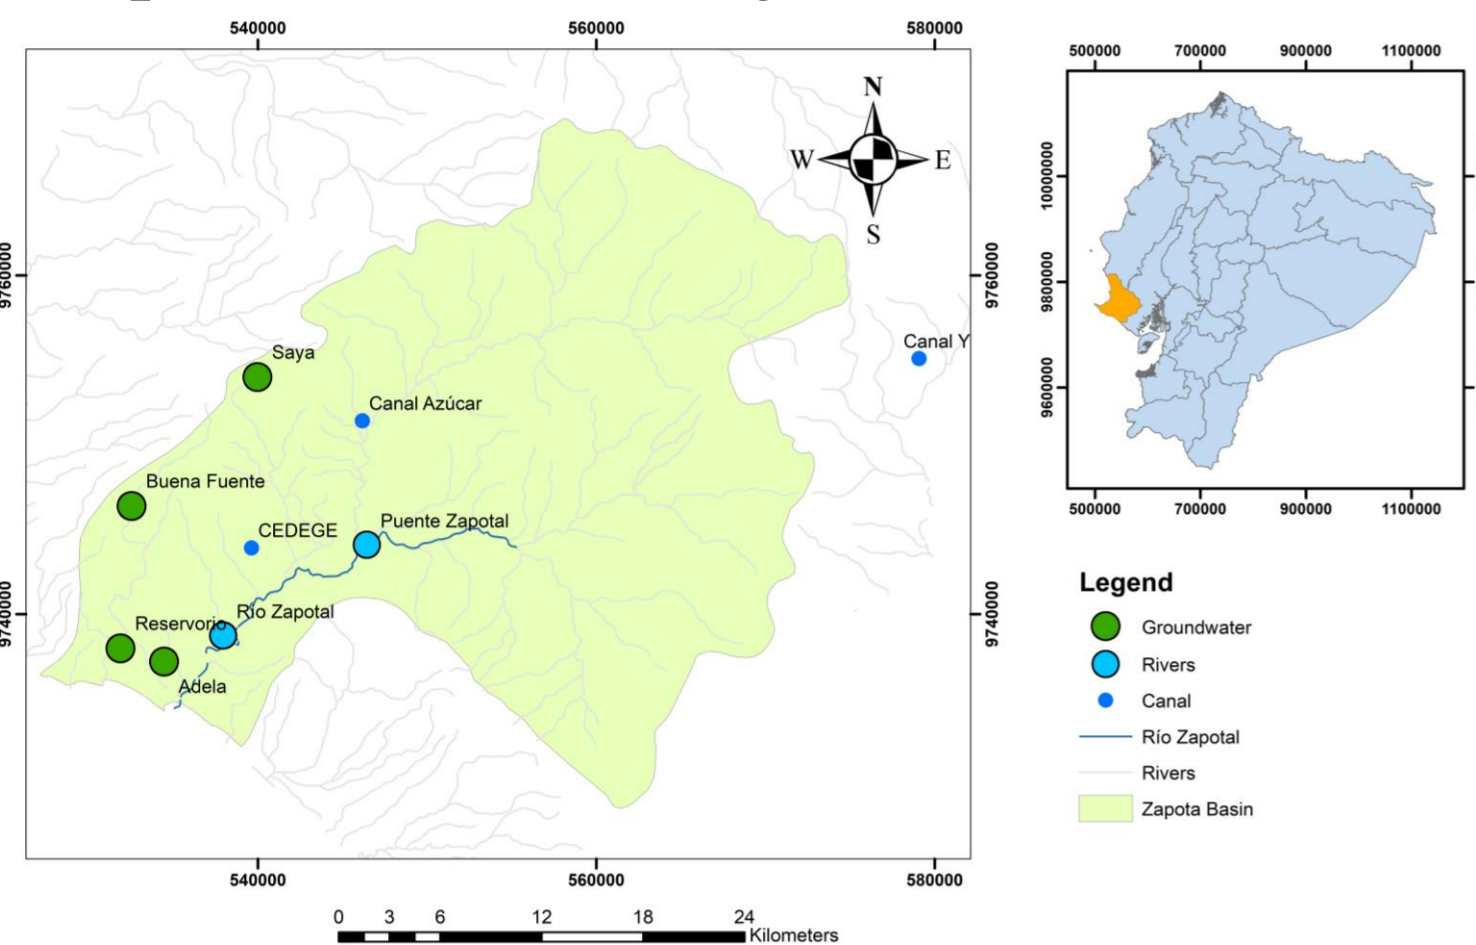 540000 560000 580000
N
W E
S
9760000 9760000
Canal Y
Saya
Canal Azúcar
Buena Fuente
CEDEGE
Puente Zapotal
Reservorio
Río Zapotal
Adela
9740000 9740000
540000 560000 580000
0 3 6 12 18 24
Kilometers
500000 700000 900000 1100000
10000000
9800000
9600000
500000 700000 900000 1100000
Legend
Groundwater
Rivers
Canal
Río Zapotal
Rivers
Zapota Basin